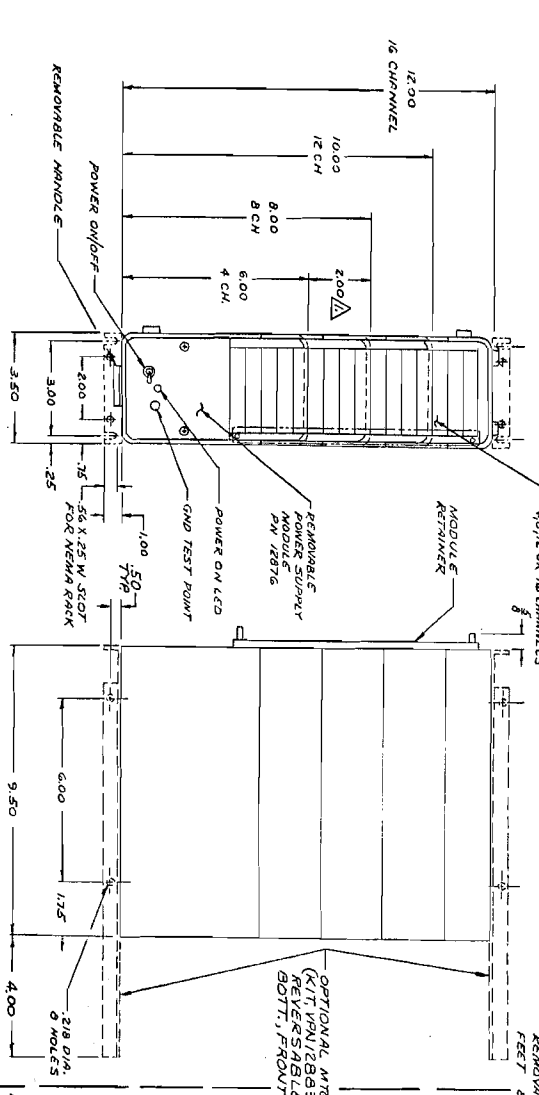 12.00
16 CHANNEL
10.00
12 CH
8.00
8 CH
6.00
4 CH.
2.00
REMOVABLE HANDLE
POWER ON/OFF
3.50
3.00
2.00
.25
.75
.56 X .25 W SLOT
FOR NEMA RACK
1.00
.50
TYP
GND TEST POINT
POWER ON LED
REMOVABLE
POWER SUPPLY
MODULE
PN 12876
MODULE
RETAINER
5/8
9.50
6.00
1.75
4.00
.218 DIA.
8 HOLES
OPTIONAL MTG
REVERSABLE
BOTT., FRONT
FEET &